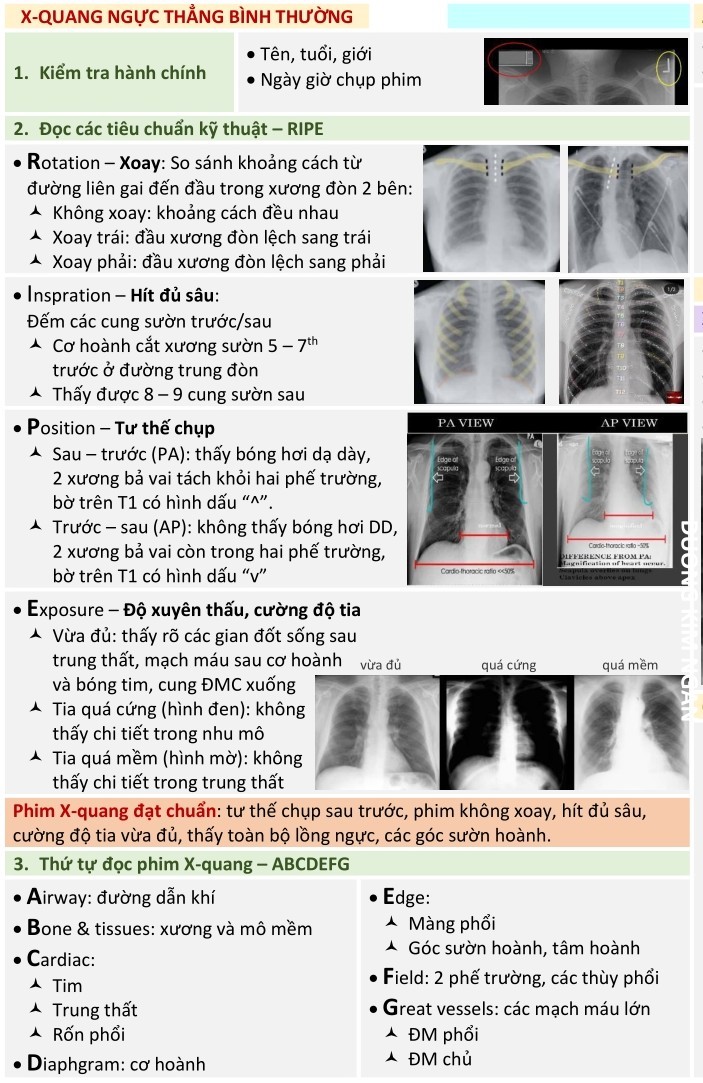 X-QUANG NGỰC THẲNG BÌNH THƯỜNG
1. Kiểm tra hành chính
• Tên, tuổi, giới
• Ngày giờ chụp phim
2. Đọc các tiêu chuẩn kỹ thuật – RIPE
• Rotation – Xoay: So sánh khoảng cách từ
đường liên gai đến đầu trong xương đòn 2 bên:
Không xoay: khoảng cách đều nhau
Xoay trái: đầu xương đòn lệch sang trái
Xoay phải: đầu xương đòn lệch sang phải
• Inspration – Hít đủ sâu:
Đếm các cung sườn trước/sau
Cơ hoành cắt xương sườn 5 – 7th
trước ở đường trung đòn
Thấy được 8 – 9 cung sườn sau
• Position – Tư thế chụp
Sau – trước (PA): thấy bóng hơi dạ dày,
2 xương bả vai tách khỏi hai phế trường,
bờ trên T1 có hình dấu “^”.
Trước – sau (AP): không thấy bóng hơi DD,
2 xương bả vai còn trong hai phế trường,
bờ trên T1 có hình dấu “v”
PA VIEW
Edge of
scapula
Edge of
scapula
Cardio-thoracic ratio <<50%
AP VIEW
Edge of
scapula
Edge of
scapula
Cardio-thoracic ratio ~50%
DIFFERENCE FROM PA:
Magnification of heart occur.
• Exposure – Độ xuyên thấu, cường độ tia
Vừa đủ: thấy rõ các gian đốt sống sau
trung thất, mạch máu sau cơ hoành
và bóng tim, cung ĐMC xuống
Tia quá cứng (hình đen): không
thấy chi tiết trong nhu mô
Tia quá mềm (hình mờ): không
thấy chi tiết trong trung thất
vừa đủ
quá cứng
quá mềm
DƯƠNG KIM NGÂN
Phim X-quang đạt chuẩn: tư thế chụp sau trước, phim không xoay, hít đủ sâu,
cường độ tia vừa đủ, thấy toàn bộ lồng ngực, các góc sườn hoành.
3. Thứ tự đọc phim X-quang – ABCDEFG
• Airway: đường dẫn khí
• Bone & tissues: xương và mô mềm
• Cardiac:
Tim
Trung thất
Rốn phổi
• Diaphgram: cơ hoành
• Edge:
Màng phổi
Góc sườn hoành, tâm hoành
• Field: 2 phế trường, các thùy phổi
• Great vessels: các mạch máu lớn
ĐM phổi
ĐM chủ